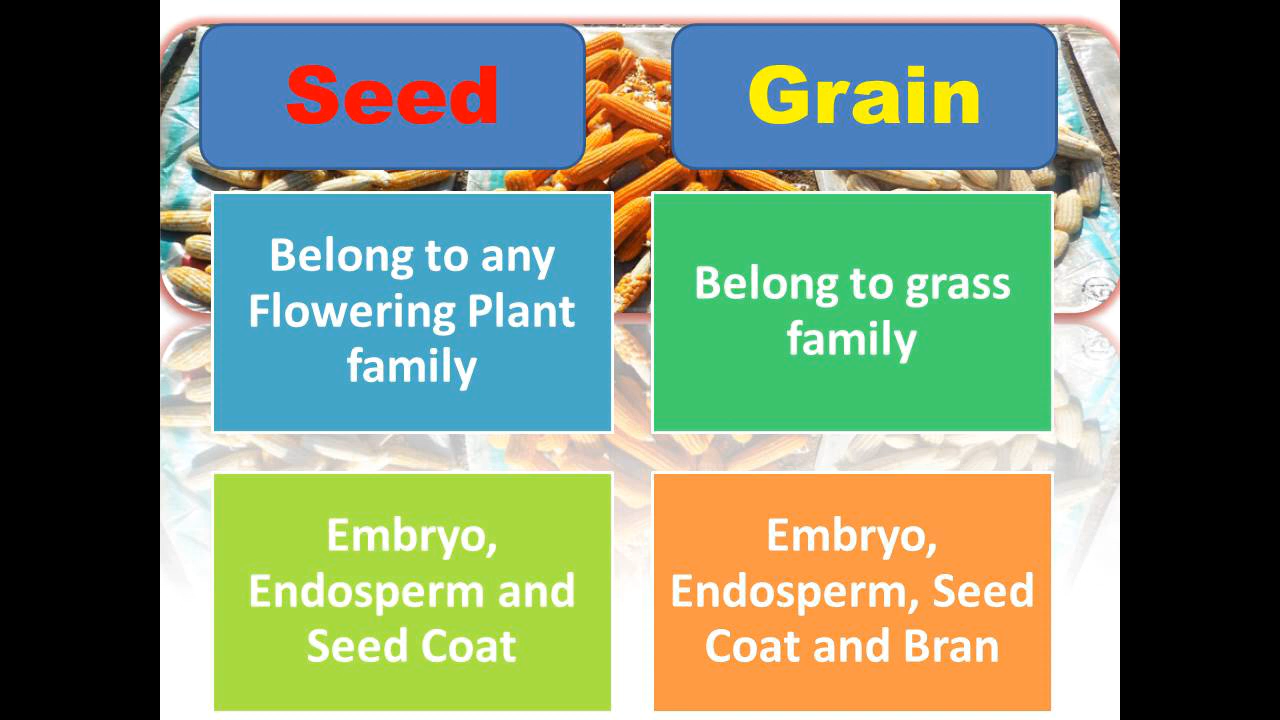 Seed
Grain
Belong to any
Flowering Plant
family
Belong to grass
family
Embryo,
Endosperm and
Seed Coat
Embryo,
Endosperm, Seed
Coat and Bran